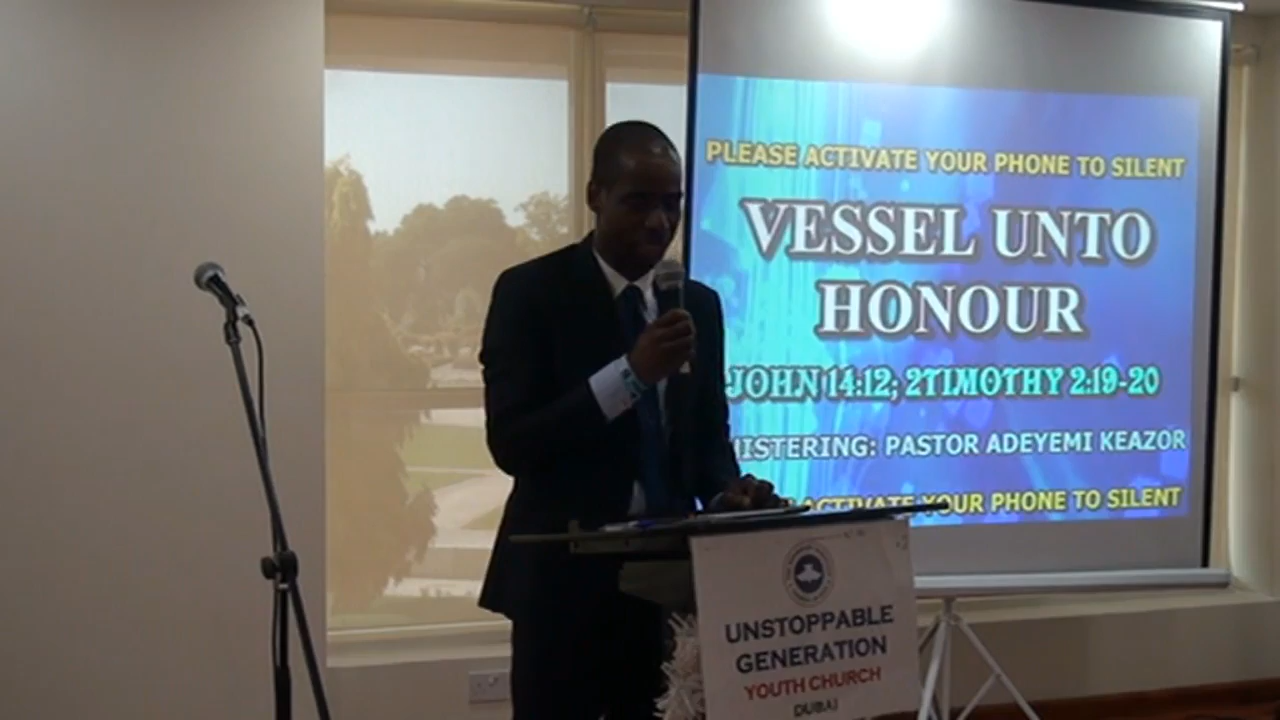 PLEASE ACTIVATE YOUR PHONE TO SILENT
VESSEL UNTO
HONOUR
JOHN 14:12; 2TIMOTHY 2:19-20
NISTERING: PASTOR ADEYEMI KEAZOR
ACTIVATE YOUR PHONE TO SILENT
UNSTOPPABLE
GENERATION
YOUTH CHURCH
DUBAI